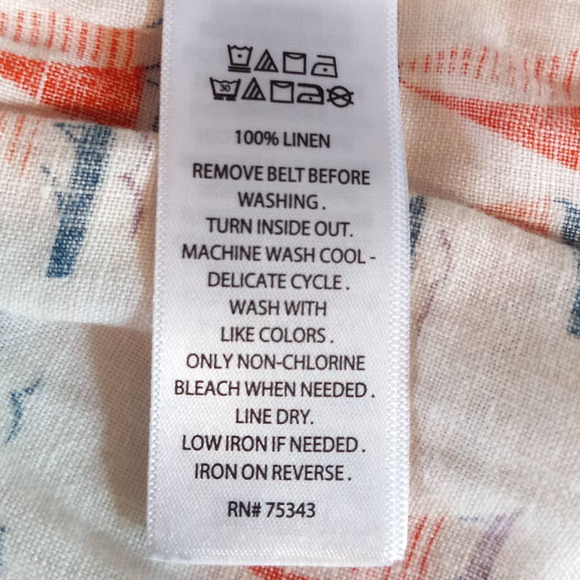 30
100% LINEN
REMOVE BELT BEFORE
WASHING.
TURN INSIDE OUT.
MACHINE WASH COOL -
DELICATE CYCLE.
WASH WITH
LIKE COLORS.
ONLY NON-CHLORINE
BLEACH WHEN NEEDED.
LINE DRY.
LOW IRON IF NEEDED.
IRON ON REVERSE.
RN# 75343